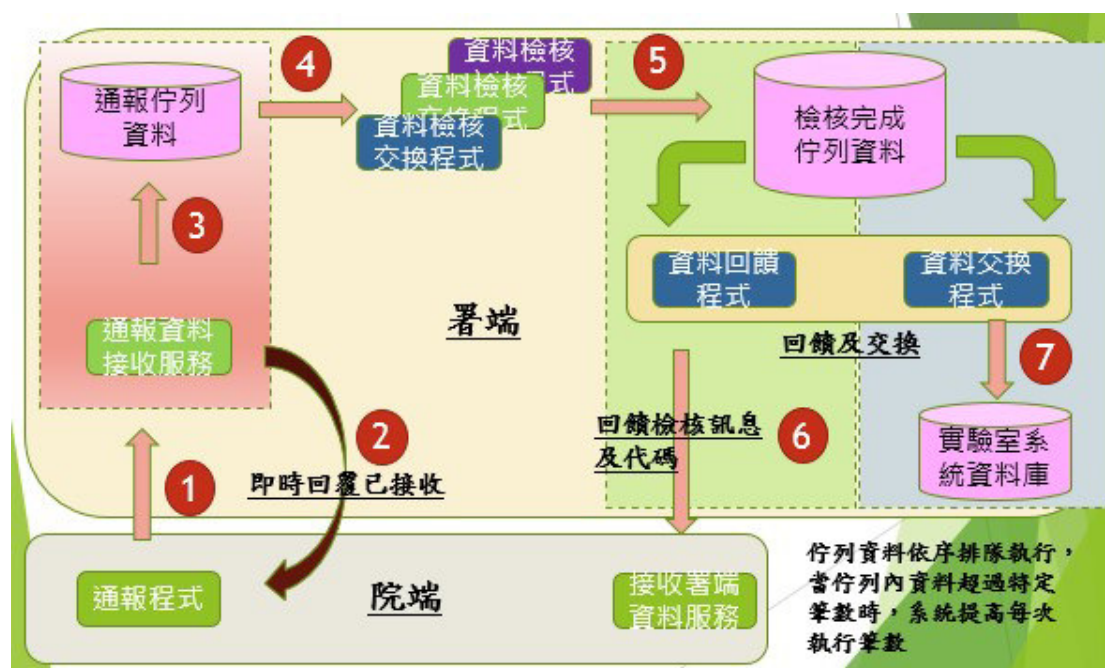 4
資料檢核
程式
5
通報佇列
資料
資料檢核
交換程式
檢核完成
佇列資料
資料檢核
交換程式
3
資料回饋
程式
資料交換
程式
署端
通報資料
接收服務
回饋及交換
7
2
回饋檢核訊息
及代碼
6
實驗室系
統資料庫
1
即時回覆已接收
佇列資料依序排隊執行，
當佇列內資料超過特定
筆數時，系統提高每次
執行筆數
通報程式
院端
接收署端
資料服務